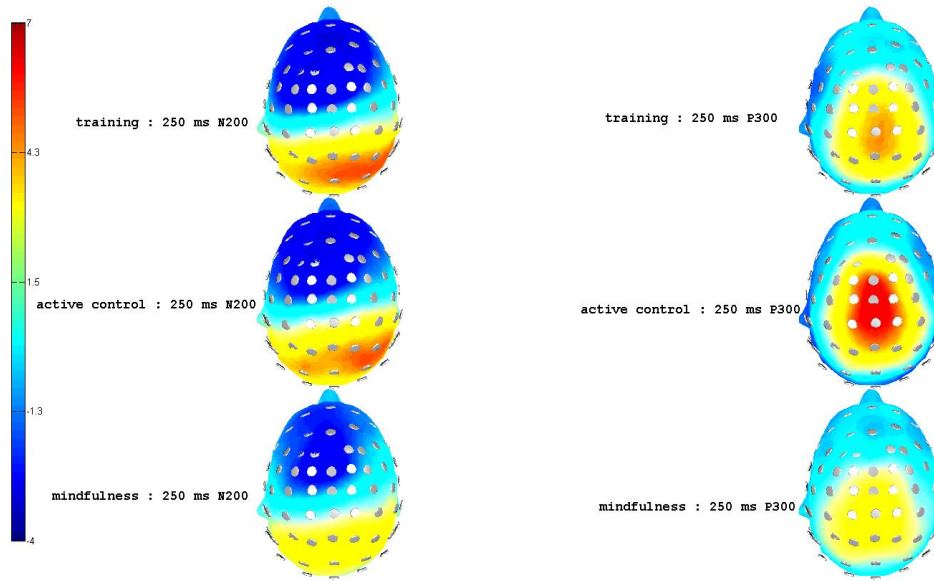 7
4.3
1.5
-1.3
-4
training : 250 ms N200
training : 250 ms P300
active control : 250 ms N200
active control : 250 ms P300
mindfulness : 250 ms N200
mindfulness : 250 ms P300